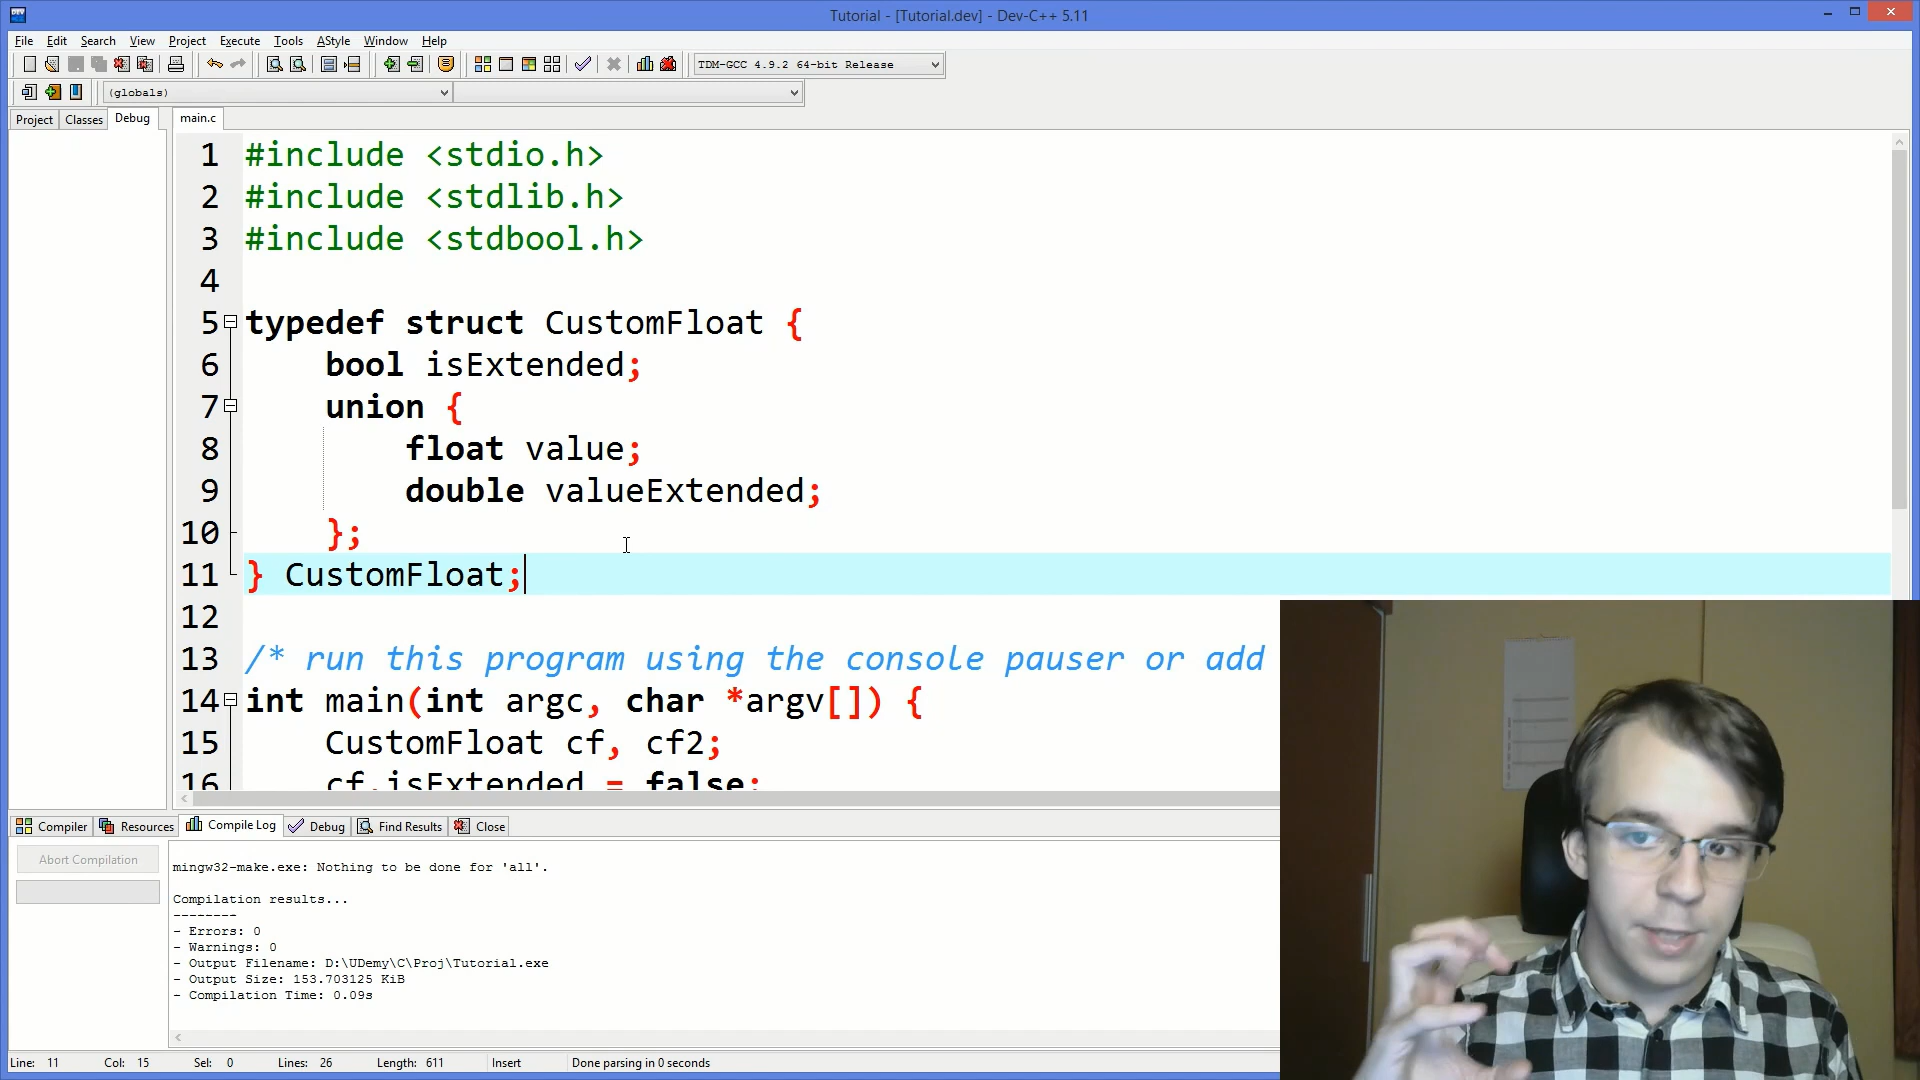 Tutorial - [Tutorial.dev] - Dev-C++ 5.11
File Edit Search View Project Execute Tools AStyle Window Help
TDM-GCC 4.9.2 64-bit Release
(globals)
Project Classes Debug main.c
1 #include <stdio.h>
2 #include <stdlib.h>
3 #include <stdbool.h>
4
5 typedef struct CustomFloat {
6 bool isExtended;
7 union {
8 float value;
9 double valueExtended;
10 };
11 } CustomFloat;
12
13 /* run this program using the console pauser or add
14 int main(int argc, char *argv[]) {
15 CustomFloat cf, cf2;
16 cf.isExtended = false;
Compiler Resources Compile Log Debug Find Results Close
Abort Compilation
mingw32-make.exe: Nothing to be done for 'all'.
Compilation results...
--------
- Errors: 0
- Warnings: 0
- Output Filename: D:\UDemy\C\Proj\Tutorial.exe
- Output Size: 153.703125 KiB
- Compilation Time: 0.09s
Line: 11 Col: 15 Sel: 0 Lines: 26 Length: 611 Insert Done parsing in 0 seconds